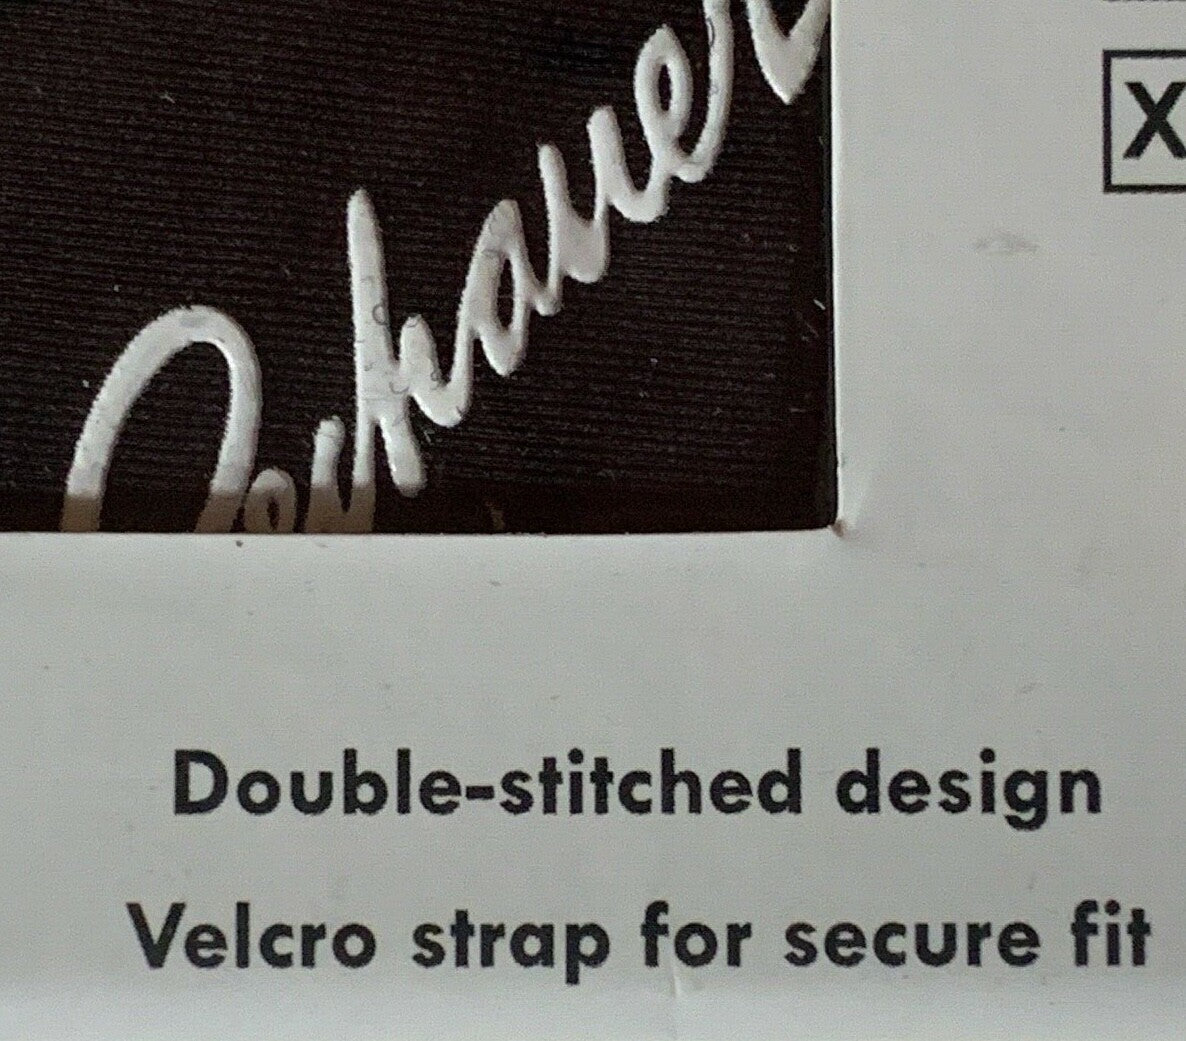 X
Double-stitched design
Velcro strap for secure fit